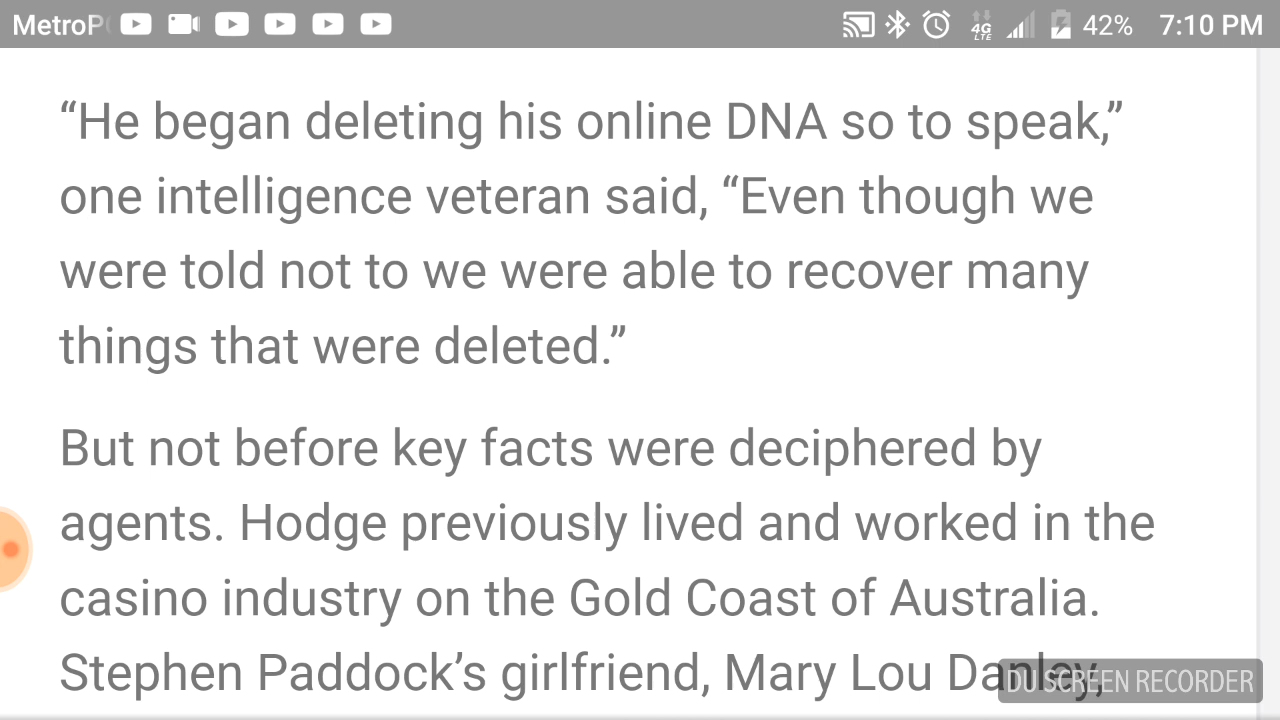 MetroP 42% 7:10 PM
4G
LTE
“He began deleting his online DNA so to speak,”
one intelligence veteran said, “Even though we
were told not to we were able to recover many
things that were deleted.”
But not before key facts were deciphered by
agents. Hodge previously lived and worked in the
casino industry on the Gold Coast of Australia.
Stephen Paddock’s girlfriend, Mary Lou Danley,
DU SCREEN RECORDER